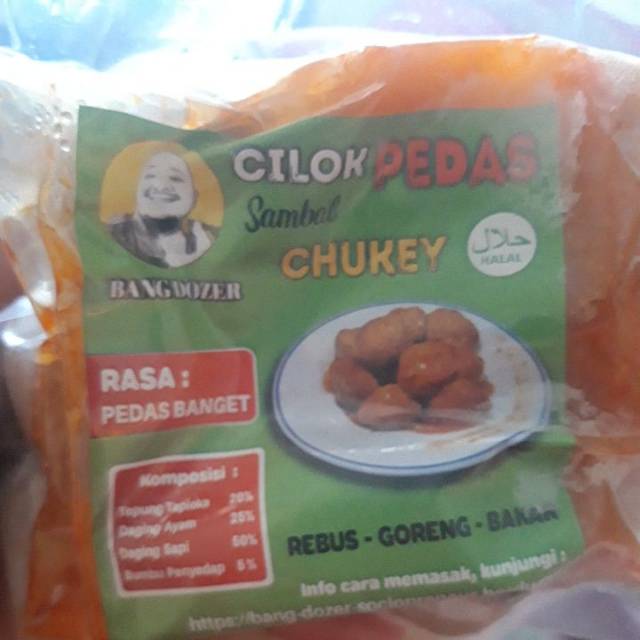 CILOK PEDAS
Sambal
CHUKEY
حلال
HALAL
BANG DOZER
RASA :
PEDAS BANGET
Komposisi :
Tepung Tapioka 20%
Daging Ayam 25%
Daging Sapi 50%
Bumbu Penyedap 5%
REBUS - GORENG - BAKAR
Info cara memasak, kunjungi :